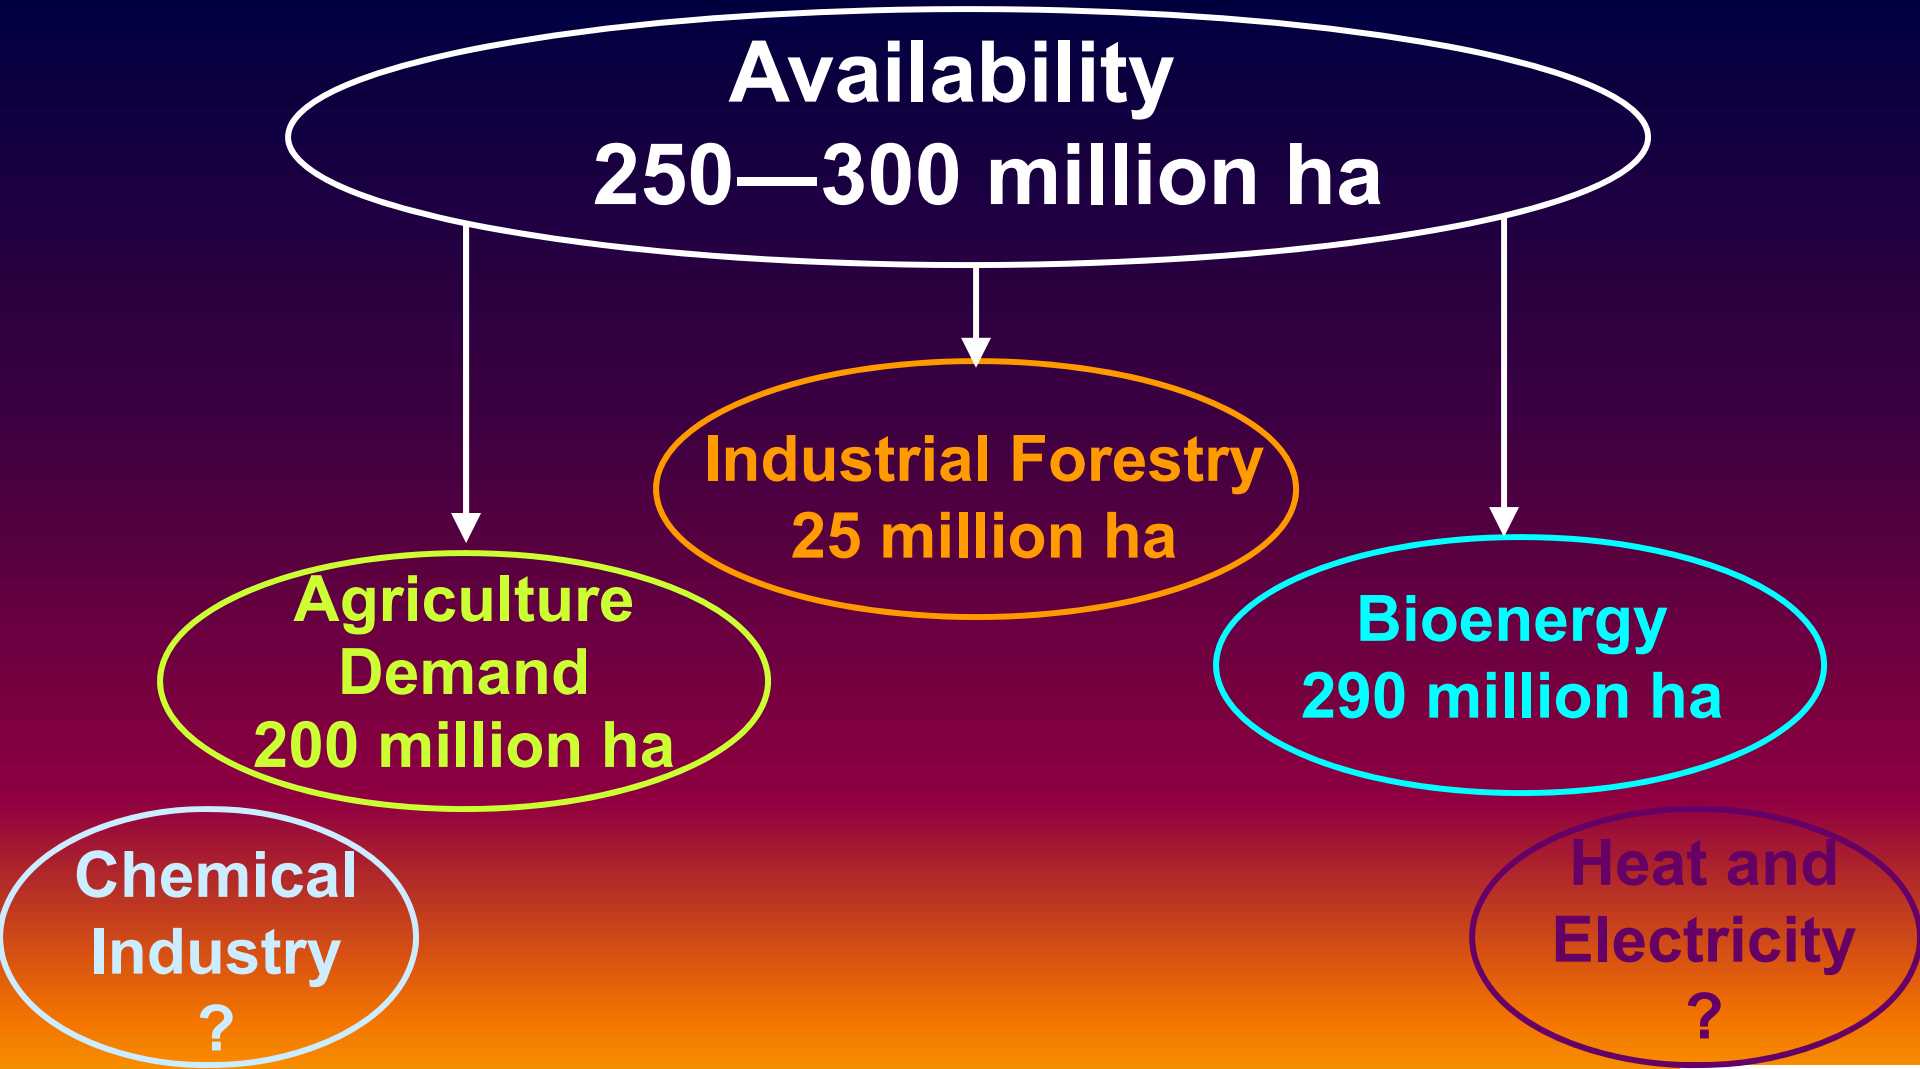 Availability
250—300 million ha
Industrial Forestry
25 million ha
Agriculture
Demand
200 million ha
Bioenergy
290 million ha
Chemical
Industry
?
Heat and
Electricity
?